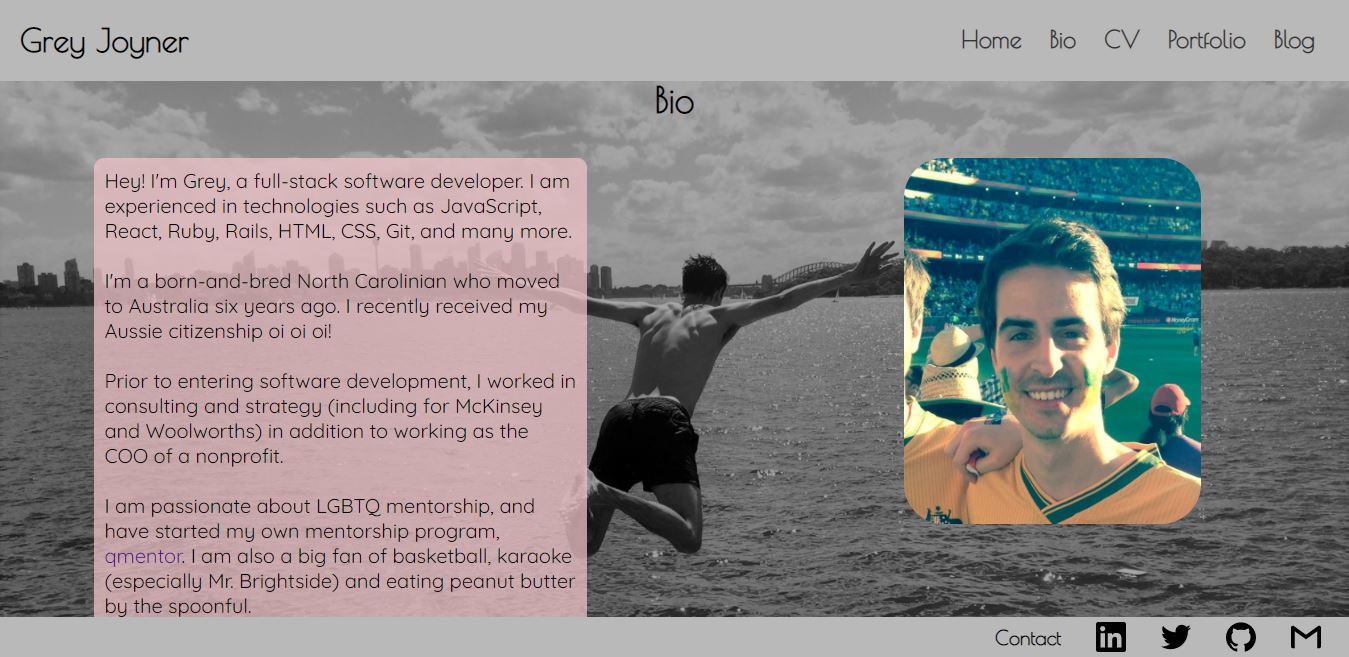 Grey Joyner
Home Bio CV Portfolio Blog
Bio
Hey! I'm Grey, a full-stack software developer. I am
experienced in technologies such as JavaScript,
React, Ruby, Rails, HTML, CSS, Git, and many more.
I'm a born-and-bred North Carolinian who moved
to Australia six years ago. I recently received my
Aussie citizenship oi oi oi!
Prior to entering software development, I worked in
consulting and strategy (including for McKinsey
and Woolworths) in addition to working as the
COO of a nonprofit.
I am passionate about LGBTQ mentorship, and
have started my own mentorship program,
qmentor. I am also a big fan of basketball, karaoke
(especially Mr. Brightside) and eating peanut butter
by the spoonful.
MoneyGram
Contact